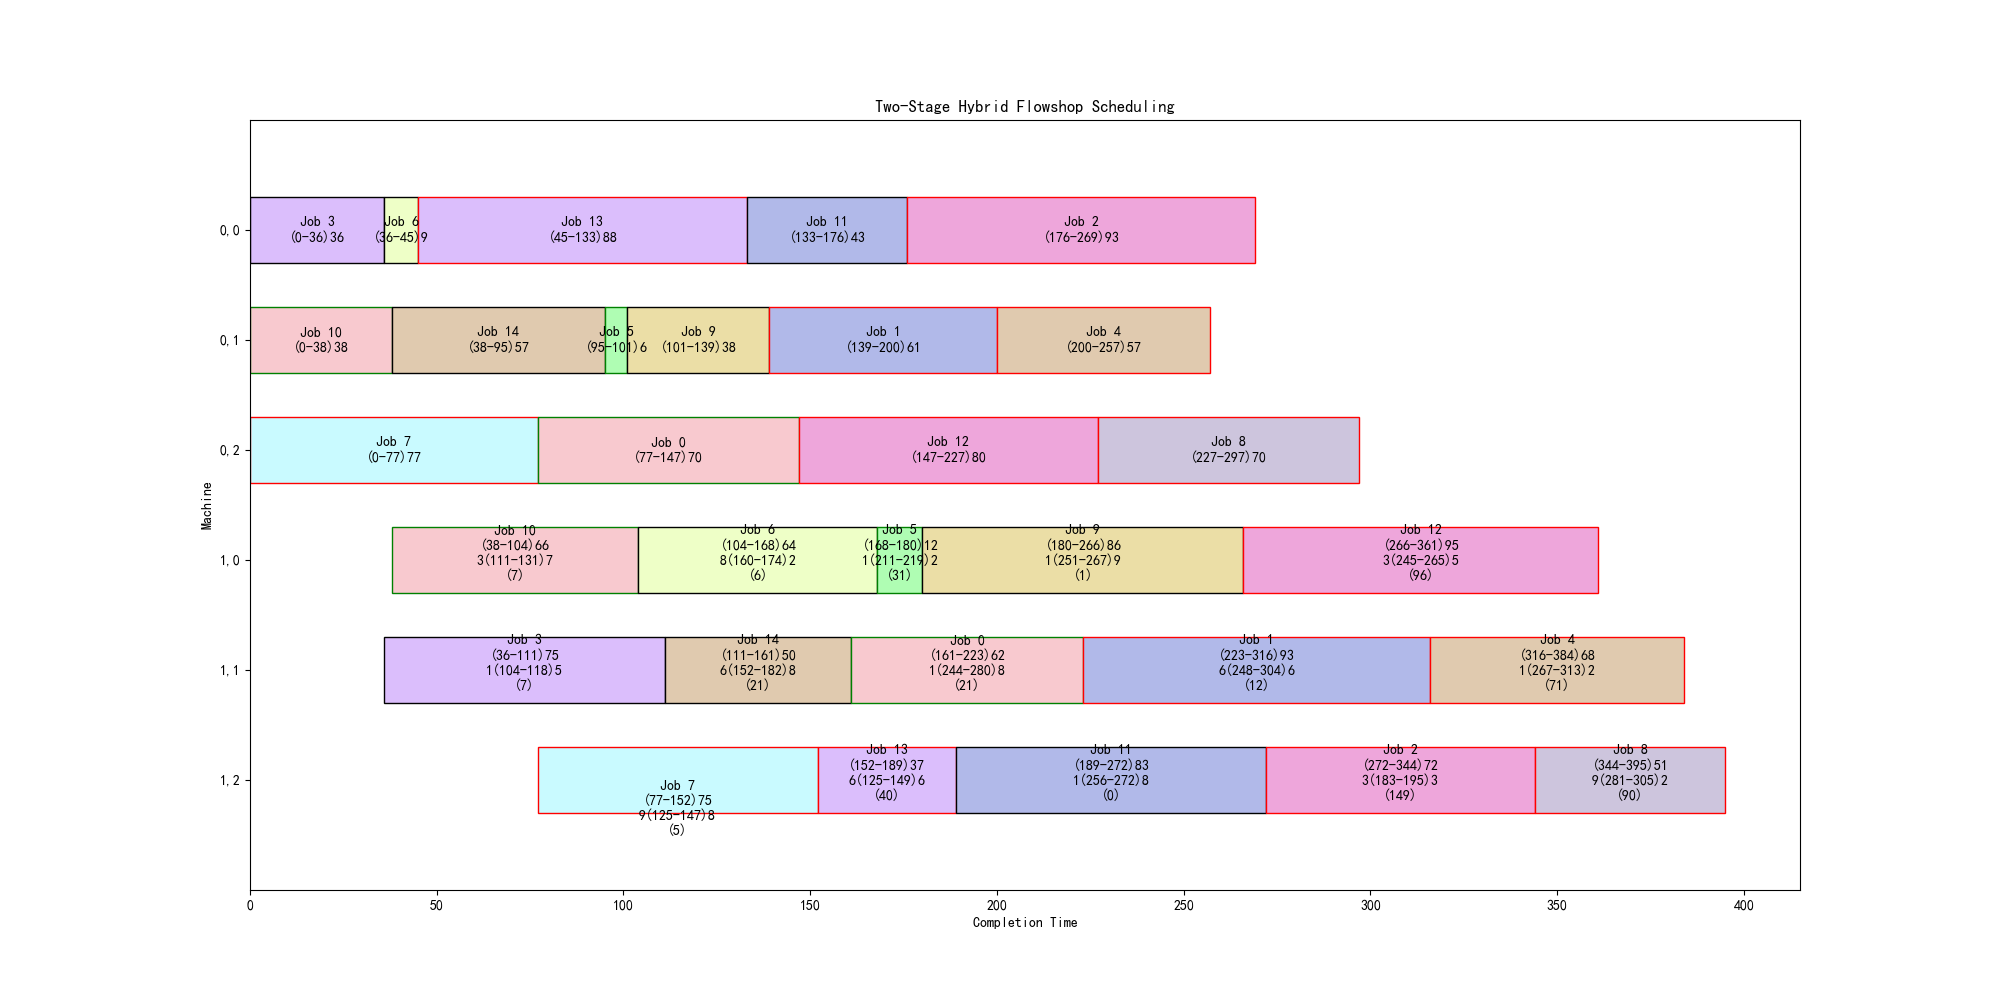 Two-Stage Hybrid Flowshop Scheduling
Machine
0,0
Job 3
(0-36)36
Job 6
(36-45)9
Job 13
(45-133)88
Job 11
(133-176)43
Job 2
(176-269)93
0,1
Job 10
(0-38)38
Job 14
(38-95)57
Job 5
(95-101)6
Job 9
(101-139)38
Job 1
(139-200)61
Job 4
(200-257)57
0,2
Job 7
(0-77)77
Job 0
(77-147)70
Job 12
(147-227)80
Job 8
(227-297)70
1,0
Job 10
(38-104)66
3(111-131)7
(7)
Job 6
(104-168)64
8(160-174)2
(6)
Job 5
(168-180)12
1(211-219)2
(31)
Job 9
(180-266)86
1(251-267)9
(1)
Job 12
(266-361)95
3(245-265)5
(96)
1,1
Job 3
(36-111)75
1(104-118)5
(7)
Job 14
(111-161)50
6(152-182)8
(21)
Job 0
(161-223)62
1(244-280)8
(21)
Job 1
(223-316)93
6(248-304)6
(12)
Job 4
(316-384)68
1(267-313)2
(71)
1,2
Job 7
(77-152)75
9(125-147)8
(5)
Job 13
(152-189)37
6(125-149)6
(40)
Job 11
(189-272)83
1(256-272)8
(0)
Job 2
(272-344)72
3(183-195)3
(149)
Job 8
(344-395)51
9(281-305)2
(90)
0 50 100 150 200 250 300 350 400
Completion Time